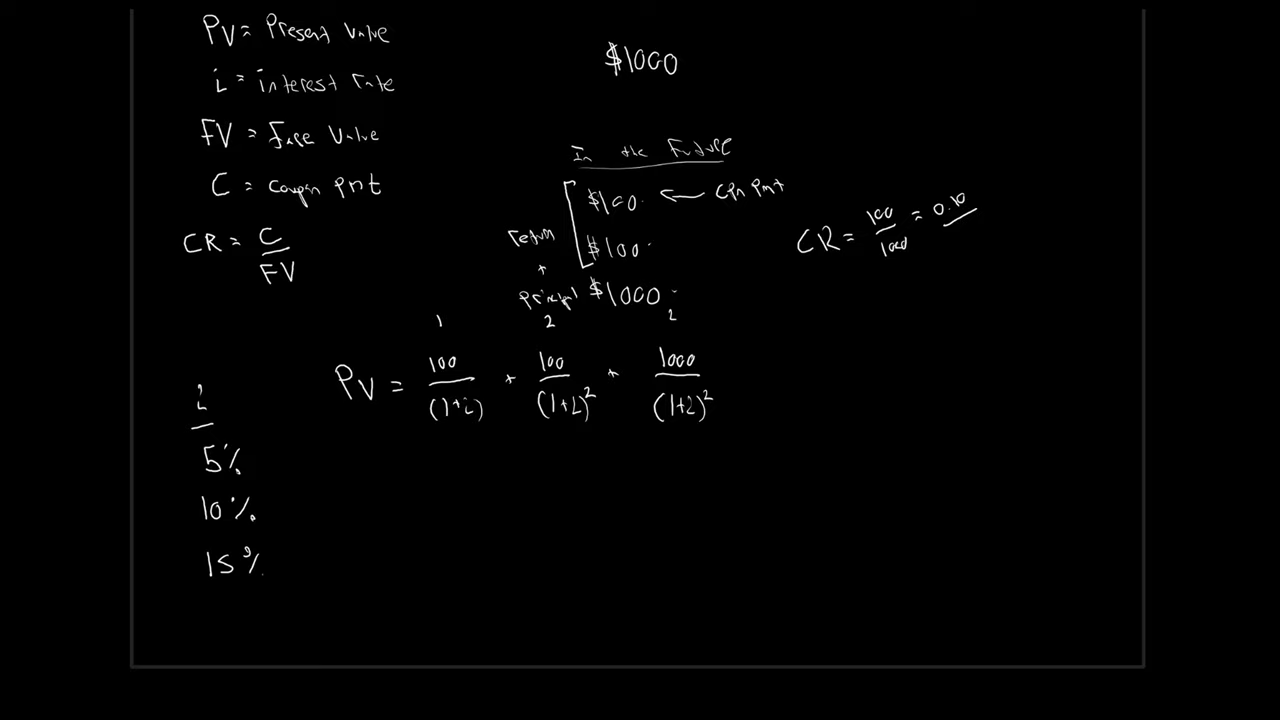 PV = Present Value
i = interest rate
FV = Face Value
C = coupon pmt
CR = C / FV
$1000
In the Future
$100 ← cpn pmt
$100
return
+
principal $1000
CR = 100 / 1000 = 0.10
1 2 2
PV = 100 / (1+i) + 100 / (1+i)² + 1000 / (1+i)²
i
5%
10%
15%